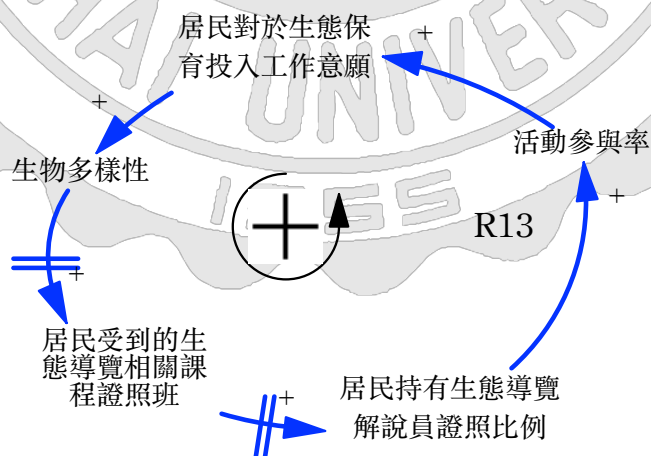 居民對於生態保
育投入工作意願
+
+
活動參與率
生物多樣性
+
R13
+
居民受到的生
態導覽相關課
程證照班
+
居民持有生態導覽
解說員證照比例